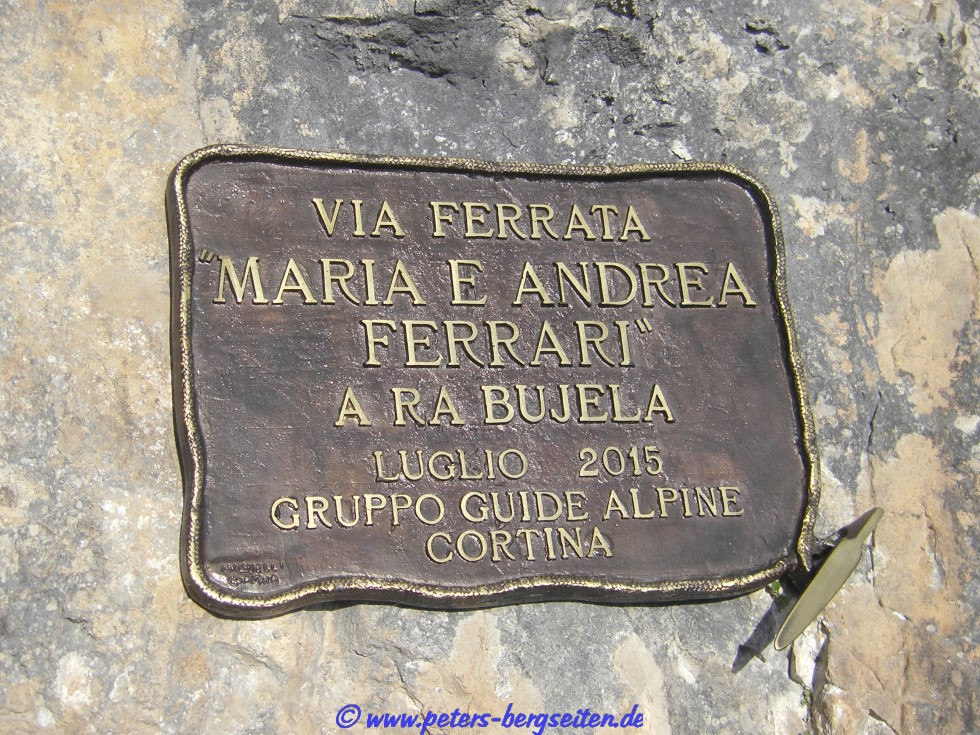 VIA FERRATA
"MARIA E ANDREA
FERRARI"
A RA BUJELA
LUGLIO 2015
GRUPPO GUIDE ALPINE
CORTINA
© www.peters-bergseiten.de